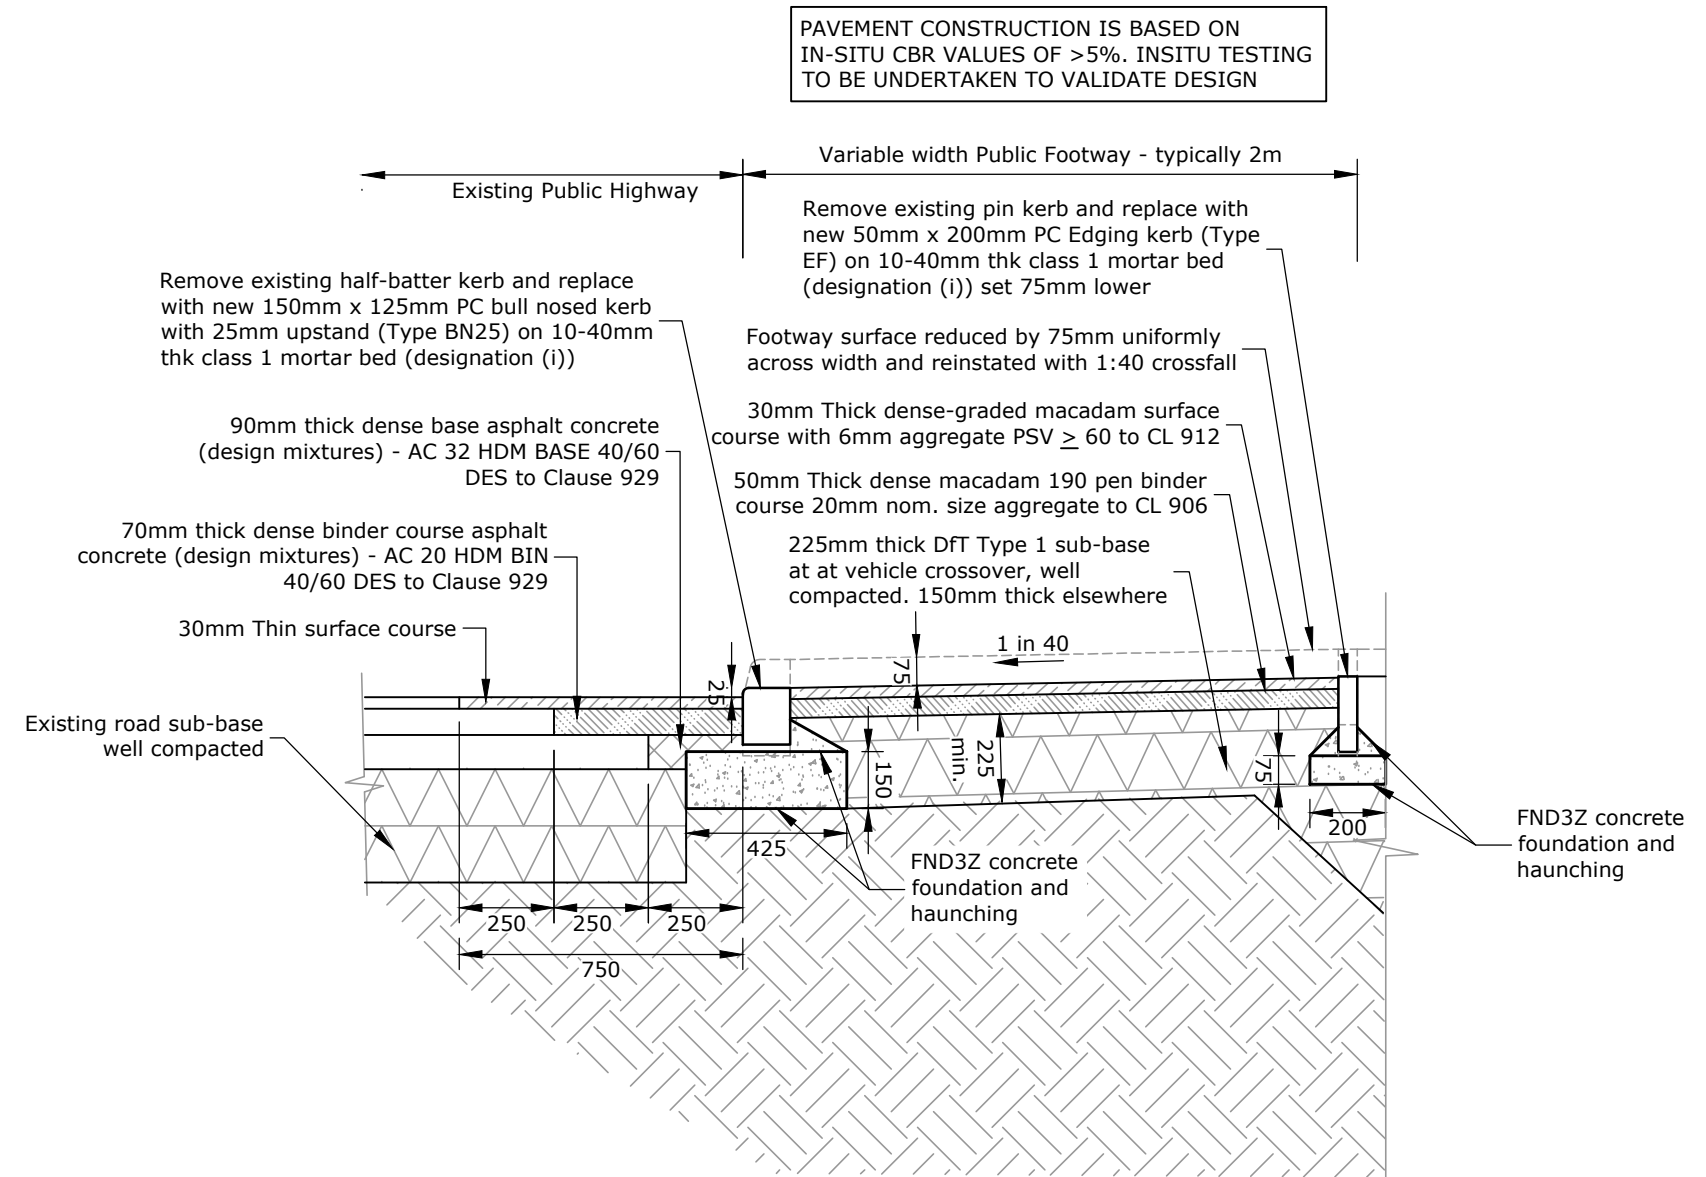 PAVEMENT CONSTRUCTION IS BASED ON
IN-SITU CBR VALUES OF >5%. INSITU TESTING
TO BE UNDERTAKEN TO VALIDATE DESIGN
Variable width Public Footway - typically 2m
Existing Public Highway
Remove existing pin kerb and replace with
new 50mm x 200mm PC Edging kerb (Type
EF) on 10-40mm thk class 1 mortar bed
(designation (i)) set 75mm lower
Remove existing half-batter kerb and replace
with new 150mm x 125mm PC bull nosed kerb
with 25mm upstand (Type BN25) on 10-40mm
thk class 1 mortar bed (designation (i))
Footway surface reduced by 75mm uniformly
across width and reinstated with 1:40 crossfall
90mm thick dense base asphalt concrete
(design mixtures) - AC 32 HDM BASE 40/60
DES to Clause 929
30mm Thick dense-graded macadam surface
course with 6mm aggregate PSV ≥ 60 to CL 912
50mm Thick dense macadam 190 pen binder
course 20mm nom. size aggregate to CL 906
70mm thick dense binder course asphalt
concrete (design mixtures) - AC 20 HDM BIN
40/60 DES to Clause 929
225mm thick DfT Type 1 sub-base
at at vehicle crossover, well
compacted. 150mm thick elsewhere
30mm Thin surface course
1 in 40
75
25
Existing road sub-base
well compacted
225
min.
150
75
200
425
FND3Z concrete
foundation and
haunching
FND3Z concrete
foundation and
haunching
250
250
250
750